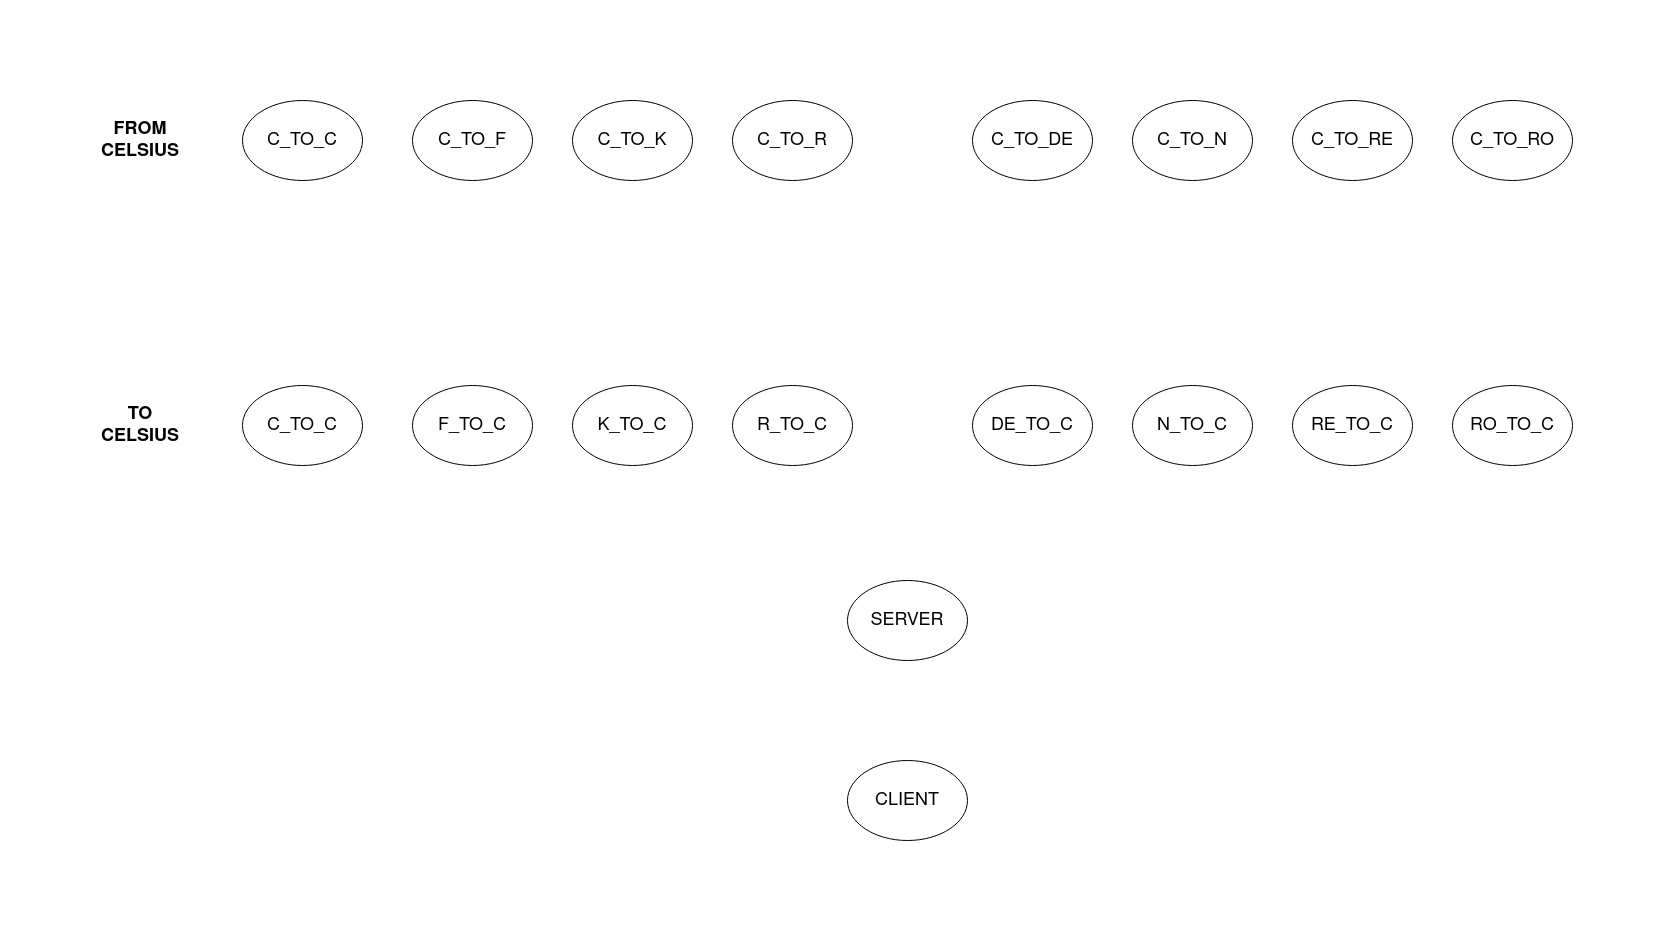 FROM
CELSIUS
C_TO_C
C_TO_F
C_TO_K
C_TO_R
C_TO_DE
C_TO_N
C_TO_RE
C_TO_RO
TO
CELSIUS
C_TO_C
F_TO_C
K_TO_C
R_TO_C
DE_TO_C
N_TO_C
RE_TO_C
RO_TO_C
SERVER
CLIENT